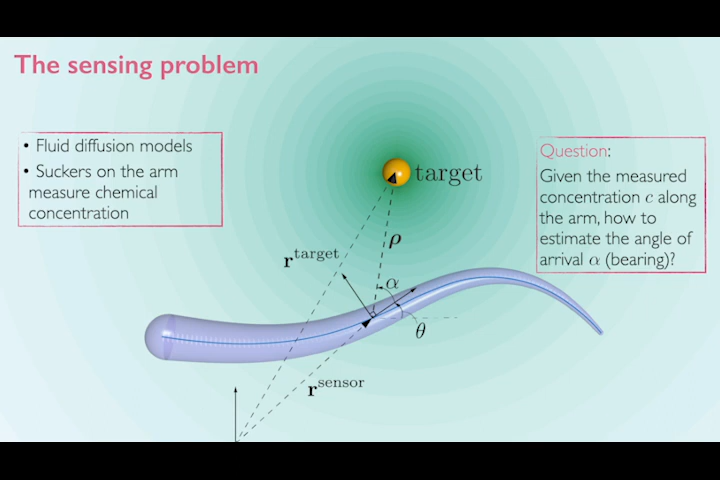 The sensing problem
• Fluid diffusion models
• Suckers on the arm
measure chemical
concentration
target
Question:
Given the measured
concentration c along
the arm, how to
estimate the angle of
arrival α (bearing)?
ρ
r^target
α
θ
r^sensor